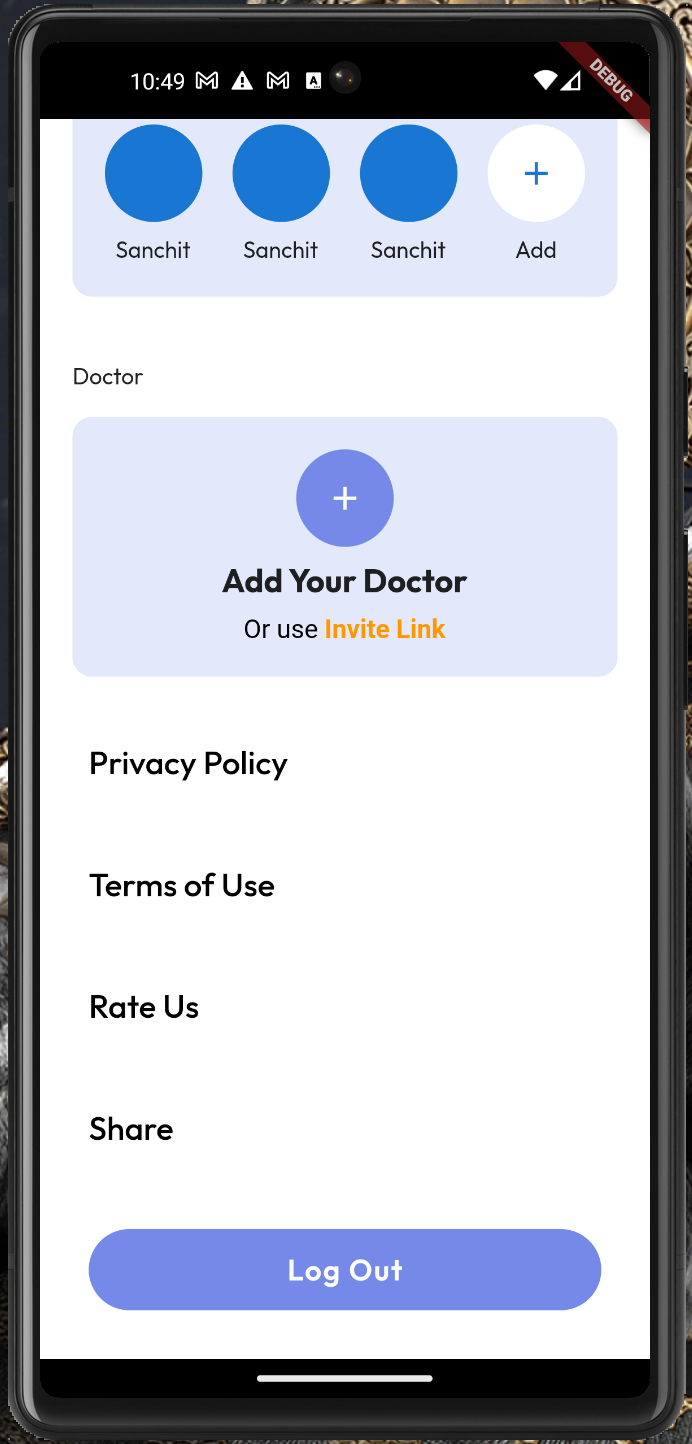 10:49
DEBUG
Sanchit Sanchit Sanchit Add
Doctor
Add Your Doctor
Or use Invite Link
Privacy Policy
Terms of Use
Rate Us
Share
Log Out